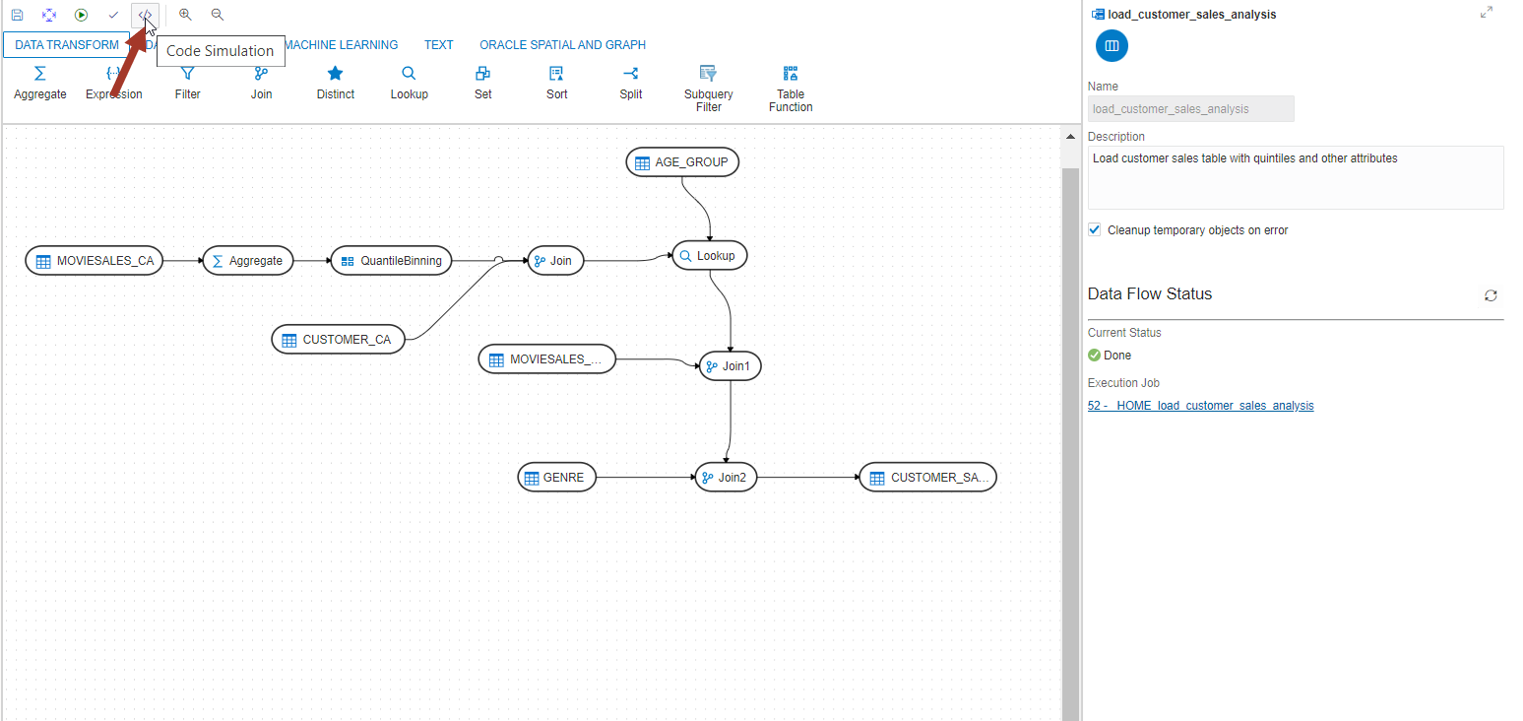 load_customer_sales_analysis
DATA TRANSFORM
DA
Code Simulation
MACHINE LEARNING
TEXT
ORACLE SPATIAL AND GRAPH
Aggregate
Expression
Filter
Join
Distinct
Lookup
Set
Sort
Split
Subquery
Filter
Table
Function
AGE_GROUP
MOVIESALES_CA
Aggregate
QuantileBinning
Join
Lookup
CUSTOMER_CA
MOVIESALES_...
Join1
GENRE
Join2
CUSTOMER_SA...
Name
load_customer_sales_analysis
Description
Load customer sales table with quintiles and other attributes
Cleanup temporary objects on error
Data Flow Status
Current Status
Done
Execution Job
52 - _HOME_load_customer_sales_analysis